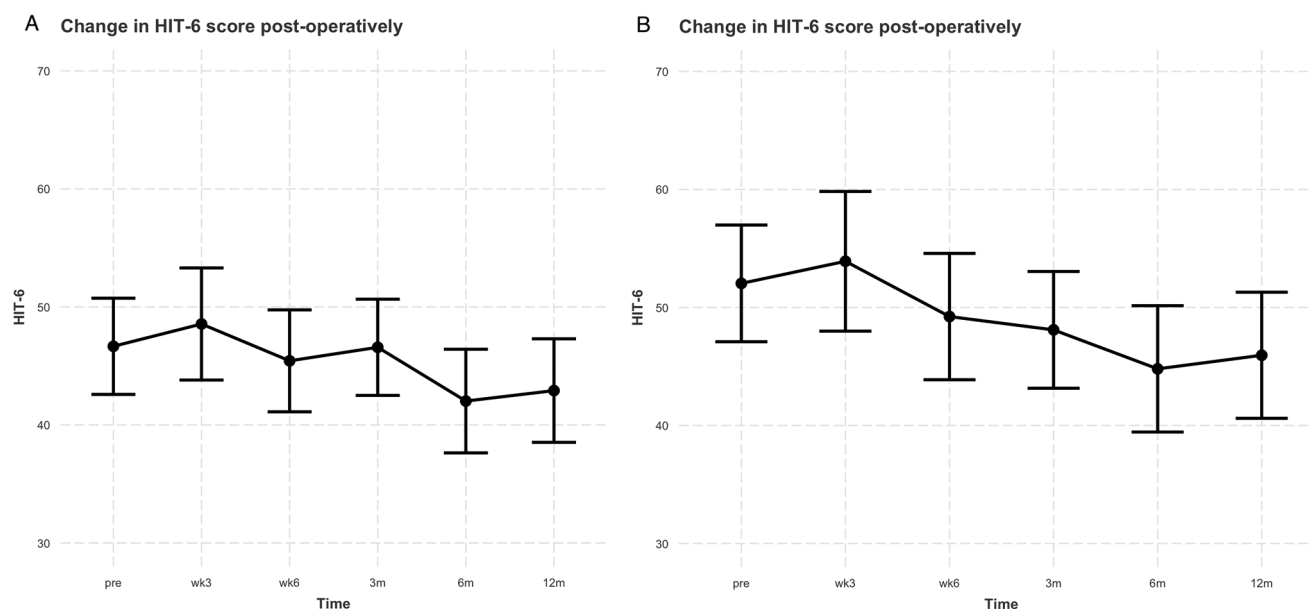 A Change in HIT-6 score post-operatively
70
60
50
40
30
HIT-6
pre wk3 wk6 3m 6m 12m
Time
B Change in HIT-6 score post-operatively
70
60
50
40
30
HIT-6
pre wk3 wk6 3m 6m 12m
Time